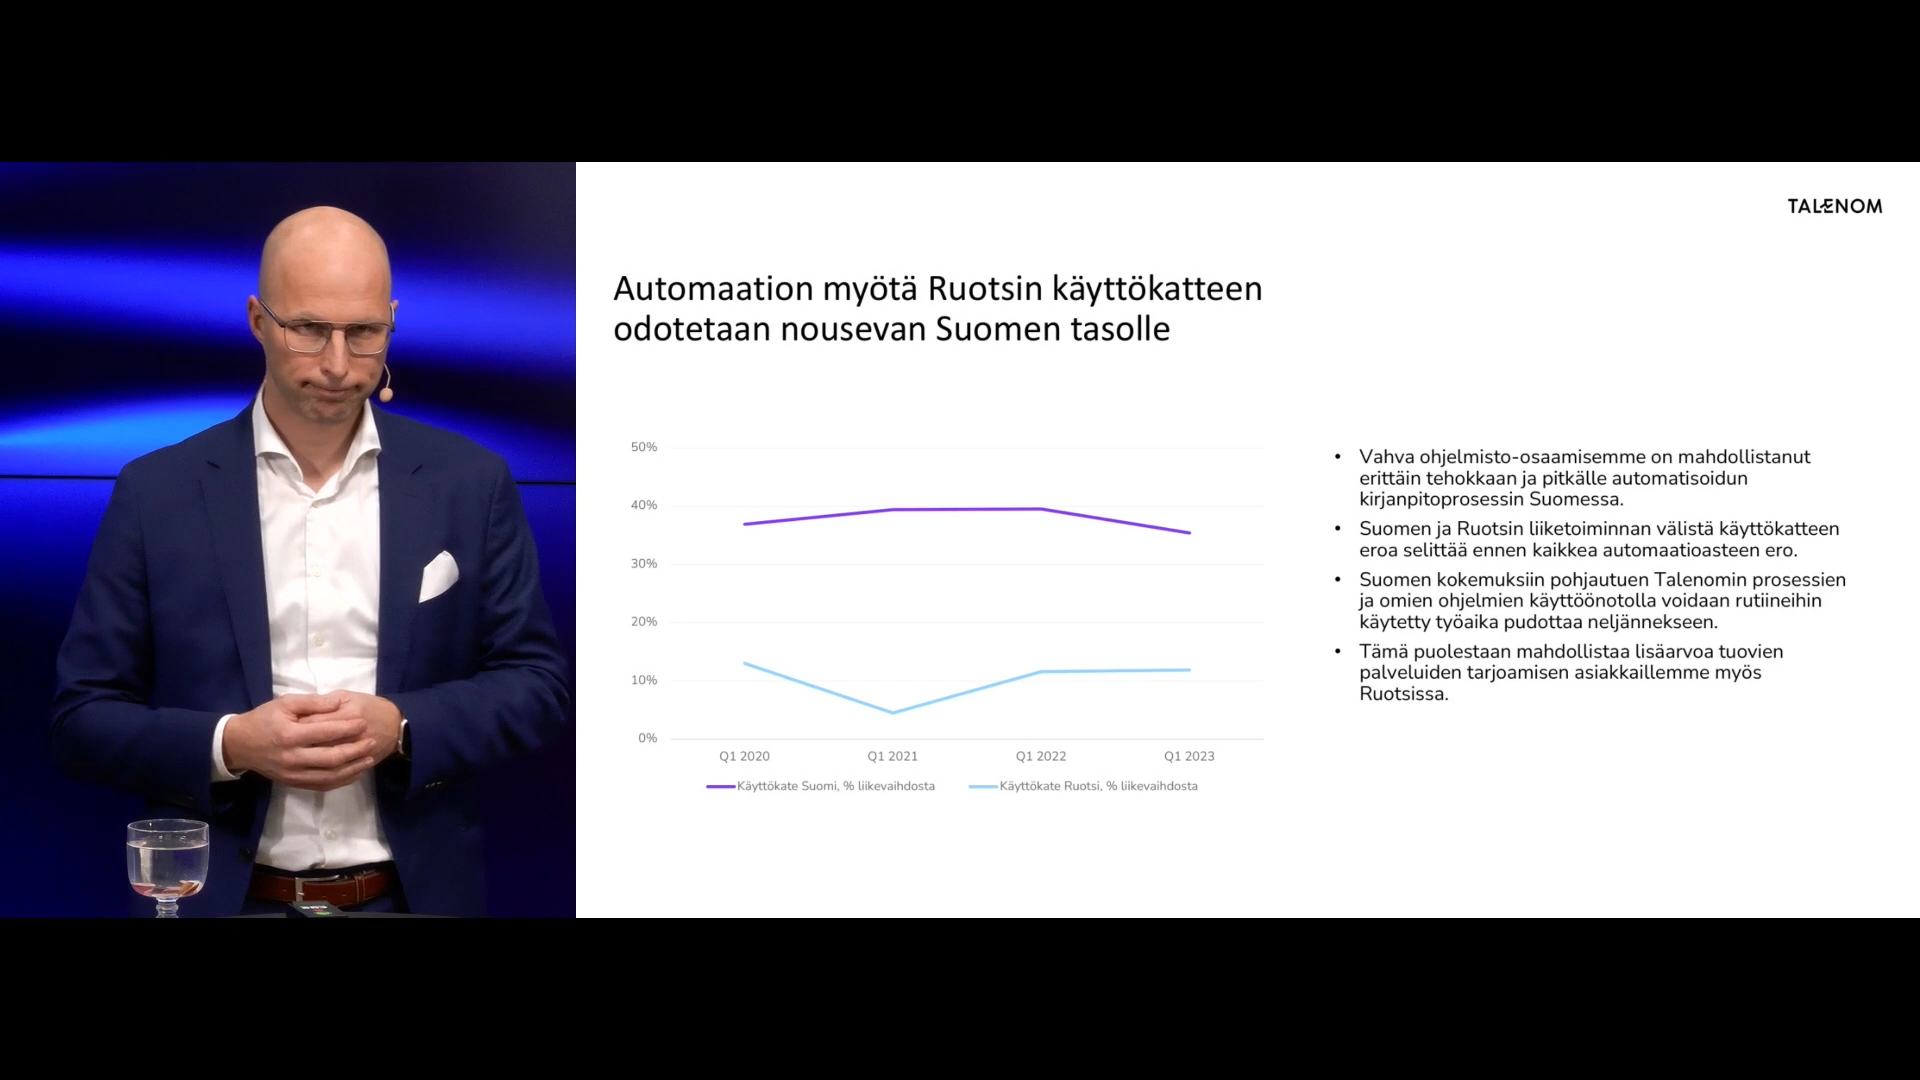 TALENOM
Automaation myötä Ruotsin käyttökatteen
odotetaan nousevan Suomen tasolle
50%
40%
30%
20%
10%
0%
Q1 2020 Q1 2021 Q1 2022 Q1 2023
Käyttökate Suomi, % liikevaihdosta Käyttökate Ruotsi, % liikevaihdosta
• Vahva ohjelmisto-osaamisemme on mahdollistanut
erittäin tehokkaan ja pitkälle automatisoidun
kirjanpitoprosessin Suomessa.
• Suomen ja Ruotsin liiketoiminnan välistä käyttökatteen
eroa selittää ennen kaikkea automaatioasteen ero.
• Suomen kokemuksiin pohjautuen Talenomin prosessien
ja omien ohjelmien käyttöönotolla voidaan rutiineihin
käytetty työaika pudottaa neljännekseen.
• Tämä puolestaan mahdollistaa lisäarvoa tuovien
palveluiden tarjoamisen asiakkaillemme myös
Ruotsissa.